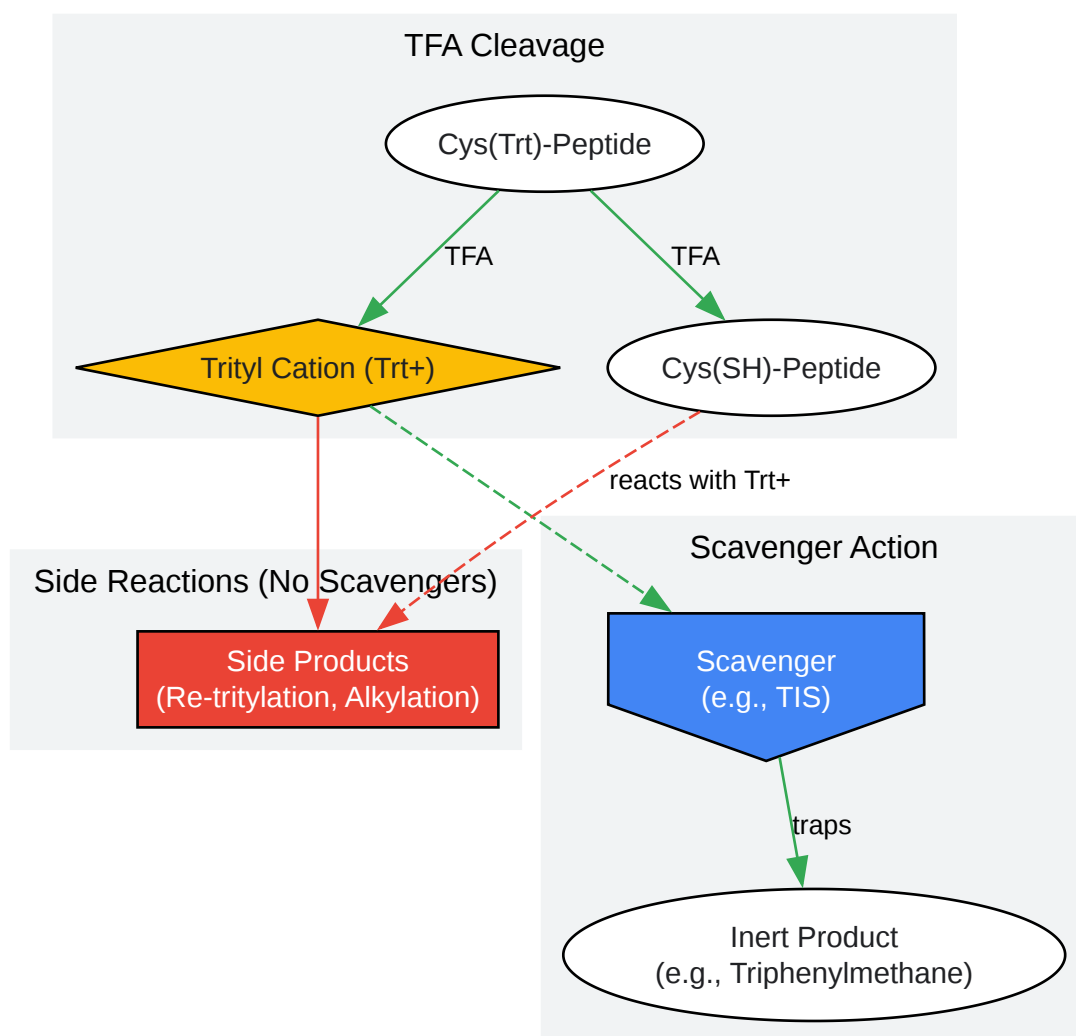 TFA Cleavage
Cys(Trt)-Peptide
TFA
TFA
Trityl Cation (Trt+)
Cys(SH)-Peptide
reacts with Trt+
Scavenger Action
Side Reactions (No Scavengers)
Side Products
(Re-tritylation, Alkylation)
Scavenger
(e.g., TIS)
traps
Inert Product
(e.g., Triphenylmethane)